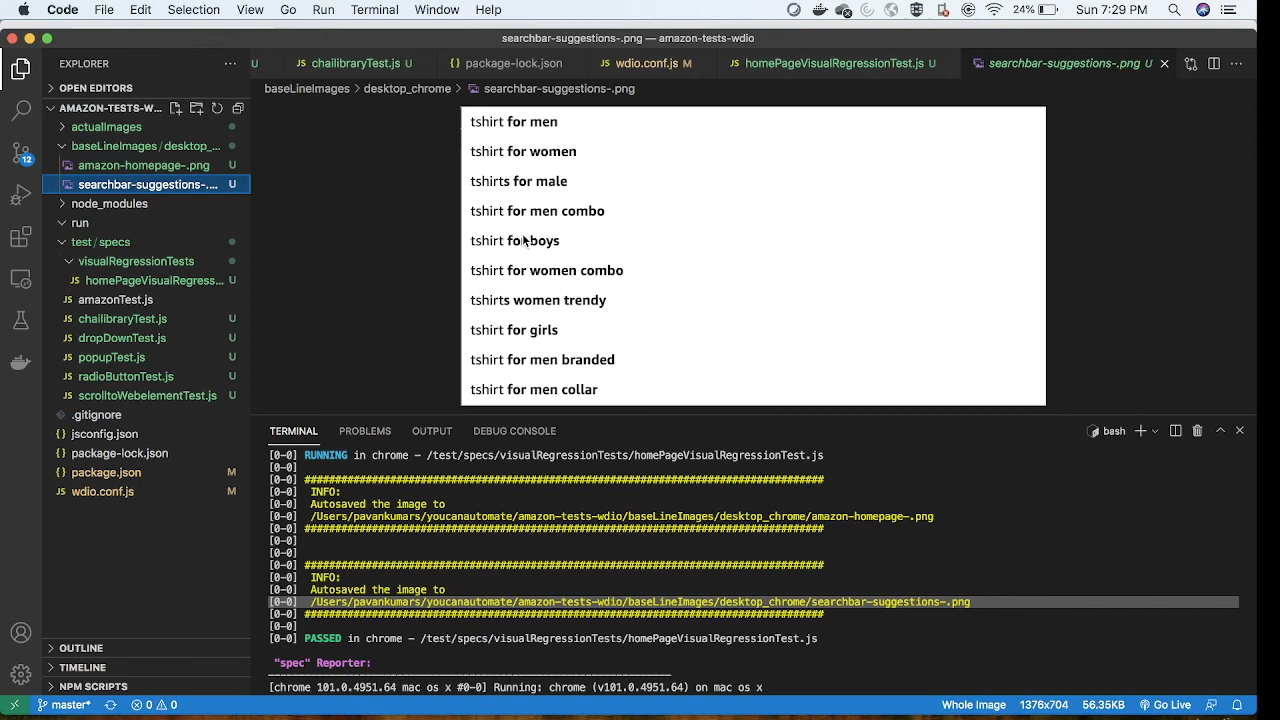 Code File Edit Selection View Go Run Terminal Window Help 24% Sun 7:29 PM
searchbar-suggestions-.png — amazon-tests-wdio
EXPLORER
U chailibraryTest.js U package-lock.json wdio.conf.js M homePageVisualRegressionTest.js U searchbar-suggestions-.png U
OPEN EDITORS
baseLineImages > desktop_chrome > searchbar-suggestions-.png
AMAZON-TESTS-W...
actualImages
baseLineImages / desktop_...
amazon-homepage-.png U
searchbar-suggestions-.... U
node_modules
run
test / specs
visualRegressionTests
homePageVisualRegress... U
amazonTest.js
chailibraryTest.js U
dropDownTest.js U
popupTest.js U
radioButtonTest.js U
scrolltoWebelementTest.js U
.gitignore
jsconfig.json
package-lock.json
package.json M
wdio.conf.js M
12
OUTLINE
TIMELINE
NPM SCRIPTS
tshirt for men
tshirt for women
tshirts for male
tshirt for men combo
tshirt for boys
tshirt for women combo
tshirts women trendy
tshirt for girls
tshirt for men branded
tshirt for men collar
TERMINAL PROBLEMS OUTPUT DEBUG CONSOLE bash
[0-0] RUNNING in chrome - /test/specs/visualRegressionTests/homePageVisualRegressionTest.js
[0-0]
[0-0] ####################################################################################
[0-0] INFO:
[0-0] Autosaved the image to
[0-0] /Users/pavankumars/youcanautomate/amazon-tests-wdio/baseLineImages/desktop_chrome/amazon-homepage-.png
[0-0] ####################################################################################
[0-0]
[0-0]
[0-0] ####################################################################################
[0-0] INFO:
[0-0] Autosaved the image to
[0-0] /Users/pavankumars/youcanautomate/amazon-tests-wdio/baseLineImages/desktop_chrome/searchbar-suggestions-.png
[0-0] ####################################################################################
[0-0]
[0-0] PASSED in chrome - /test/specs/visualRegressionTests/homePageVisualRegressionTest.js
"spec" Reporter:
------------------------------------------------------------------
[chrome 101.0.4951.64 mac os x #0-0] Running: chrome (v101.0.4951.64) on mac os x
master* 0 0 Whole Image 1376x704 56.35KB Go Live